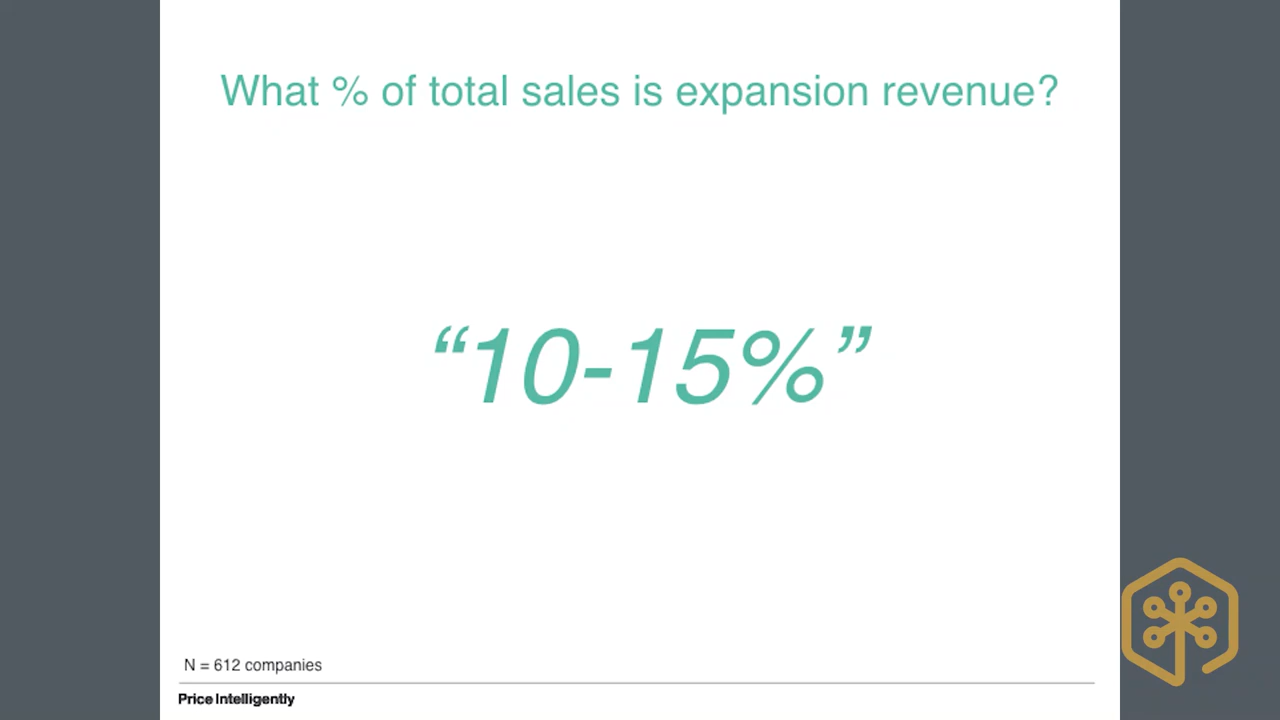 What % of total sales is expansion revenue?
“10-15%”
N = 612 companies
Price Intelligently